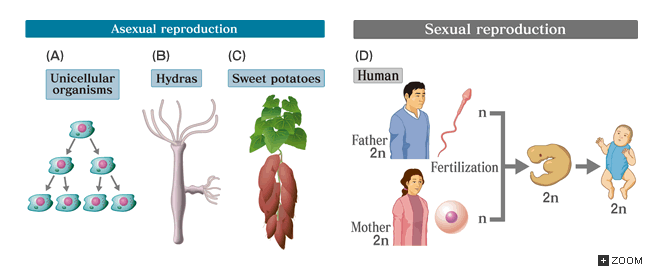 Asexual reproduction
(A)
Unicellular
organisms
(B)
Hydras
(C)
Sweet potatoes
Sexual reproduction
(D)
Human
Father
2n
n
Fertilization
Mother
2n
n
2n
2n
+ ZOOM